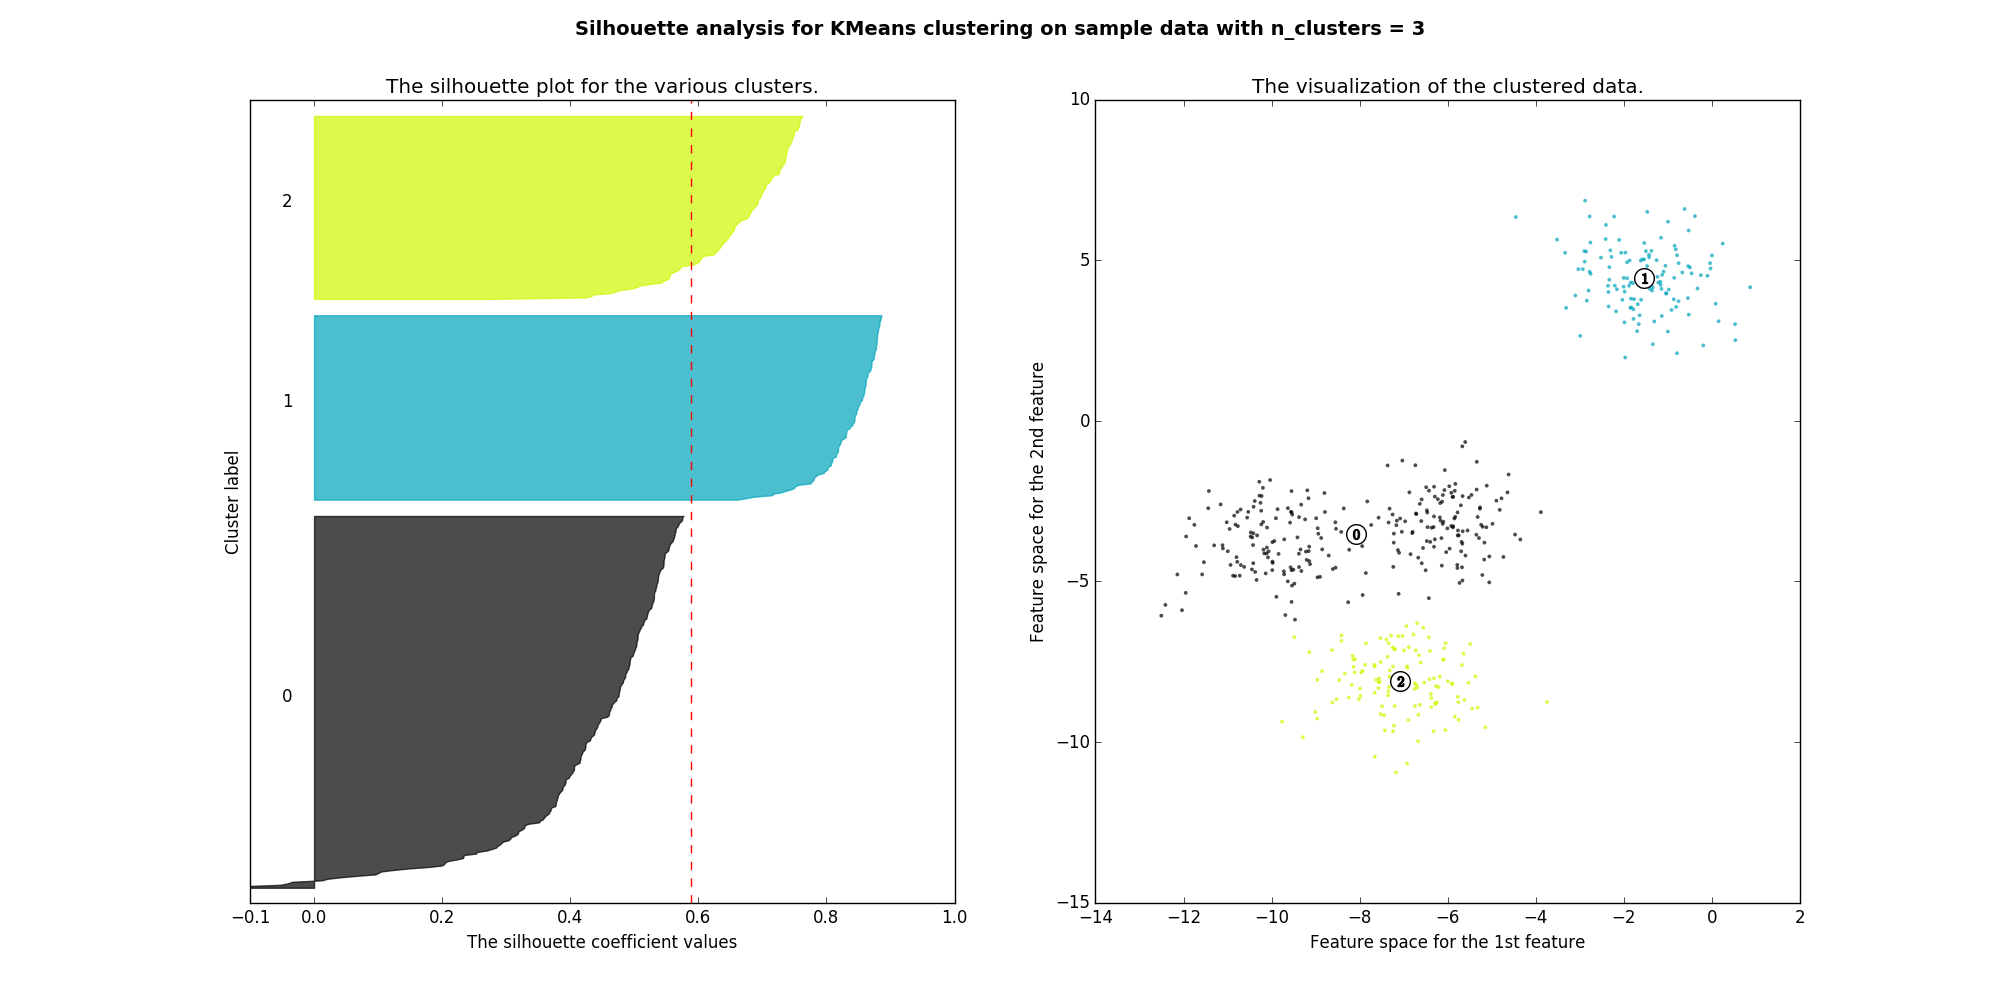 Silhouette analysis for KMeans clustering on sample data with n_clusters = 3
The silhouette plot for the various clusters.
2
1
0
Cluster label
−0.1 0.0 0.2 0.4 0.6 0.8 1.0
The silhouette coefficient values
The visualization of the clustered data.
10
5
0
−5
−10
−15
Feature space for the 2nd feature
1
0
2
−14 −12 −10 −8 −6 −4 −2 0 2
Feature space for the 1st feature